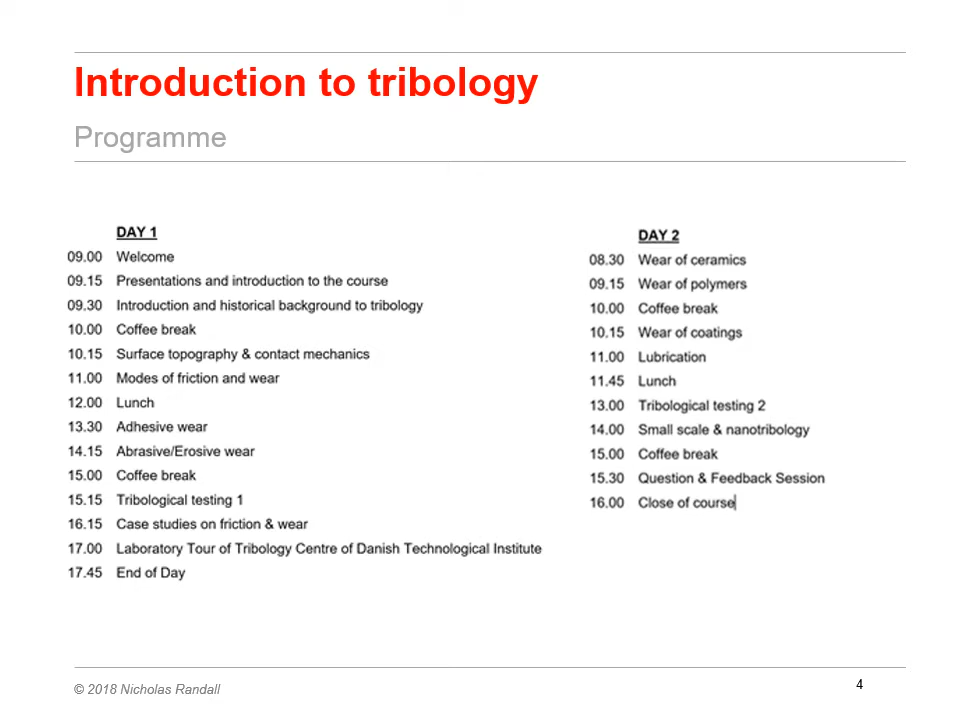 Introduction to tribology
Programme
DAY 1
09.00 Welcome
09.15 Presentations and introduction to the course
09.30 Introduction and historical background to tribology
10.00 Coffee break
10.15 Surface topography & contact mechanics
11.00 Modes of friction and wear
12.00 Lunch
13.30 Adhesive wear
14.15 Abrasive/Erosive wear
15.00 Coffee break
15.15 Tribological testing 1
16.15 Case studies on friction & wear
17.00 Laboratory Tour of Tribology Centre of Danish Technological Institute
17.45 End of Day
DAY 2
08.30 Wear of ceramics
09.15 Wear of polymers
10.00 Coffee break
10.15 Wear of coatings
11.00 Lubrication
11.45 Lunch
13.00 Tribological testing 2
14.00 Small scale & nanotribology
15.00 Coffee break
15.30 Question & Feedback Session
16.00 Close of course
© 2018 Nicholas Randall
4